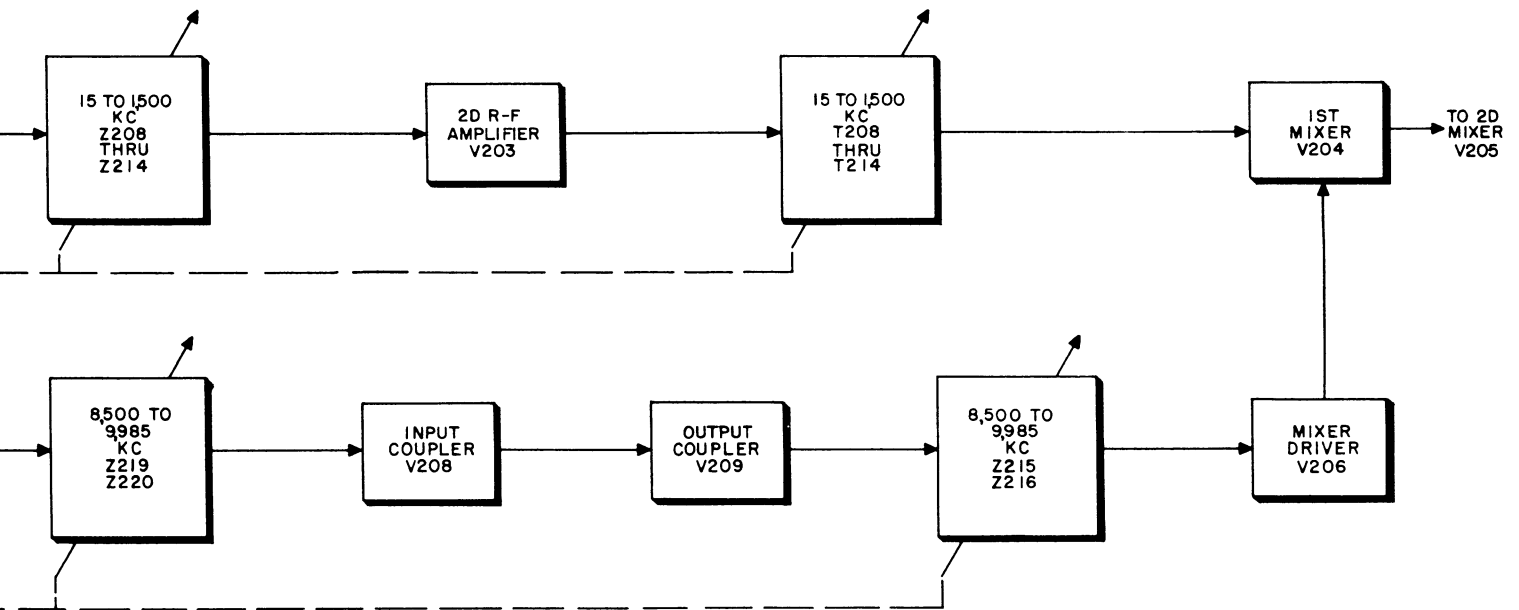 15 TO 1,500
KC
Z208
THRU
Z214
2D R-F
AMPLIFIER
V203
15 TO 1,500
KC
T208
THRU
T214
1ST
MIXER
V204
TO 2D
MIXER
V205
8,500 TO
9,985
KC
Z219
Z220
INPUT
COUPLER
V208
OUTPUT
COUPLER
V209
8,500 TO
9,985
KC
Z215
Z216
MIXER
DRIVER
V206